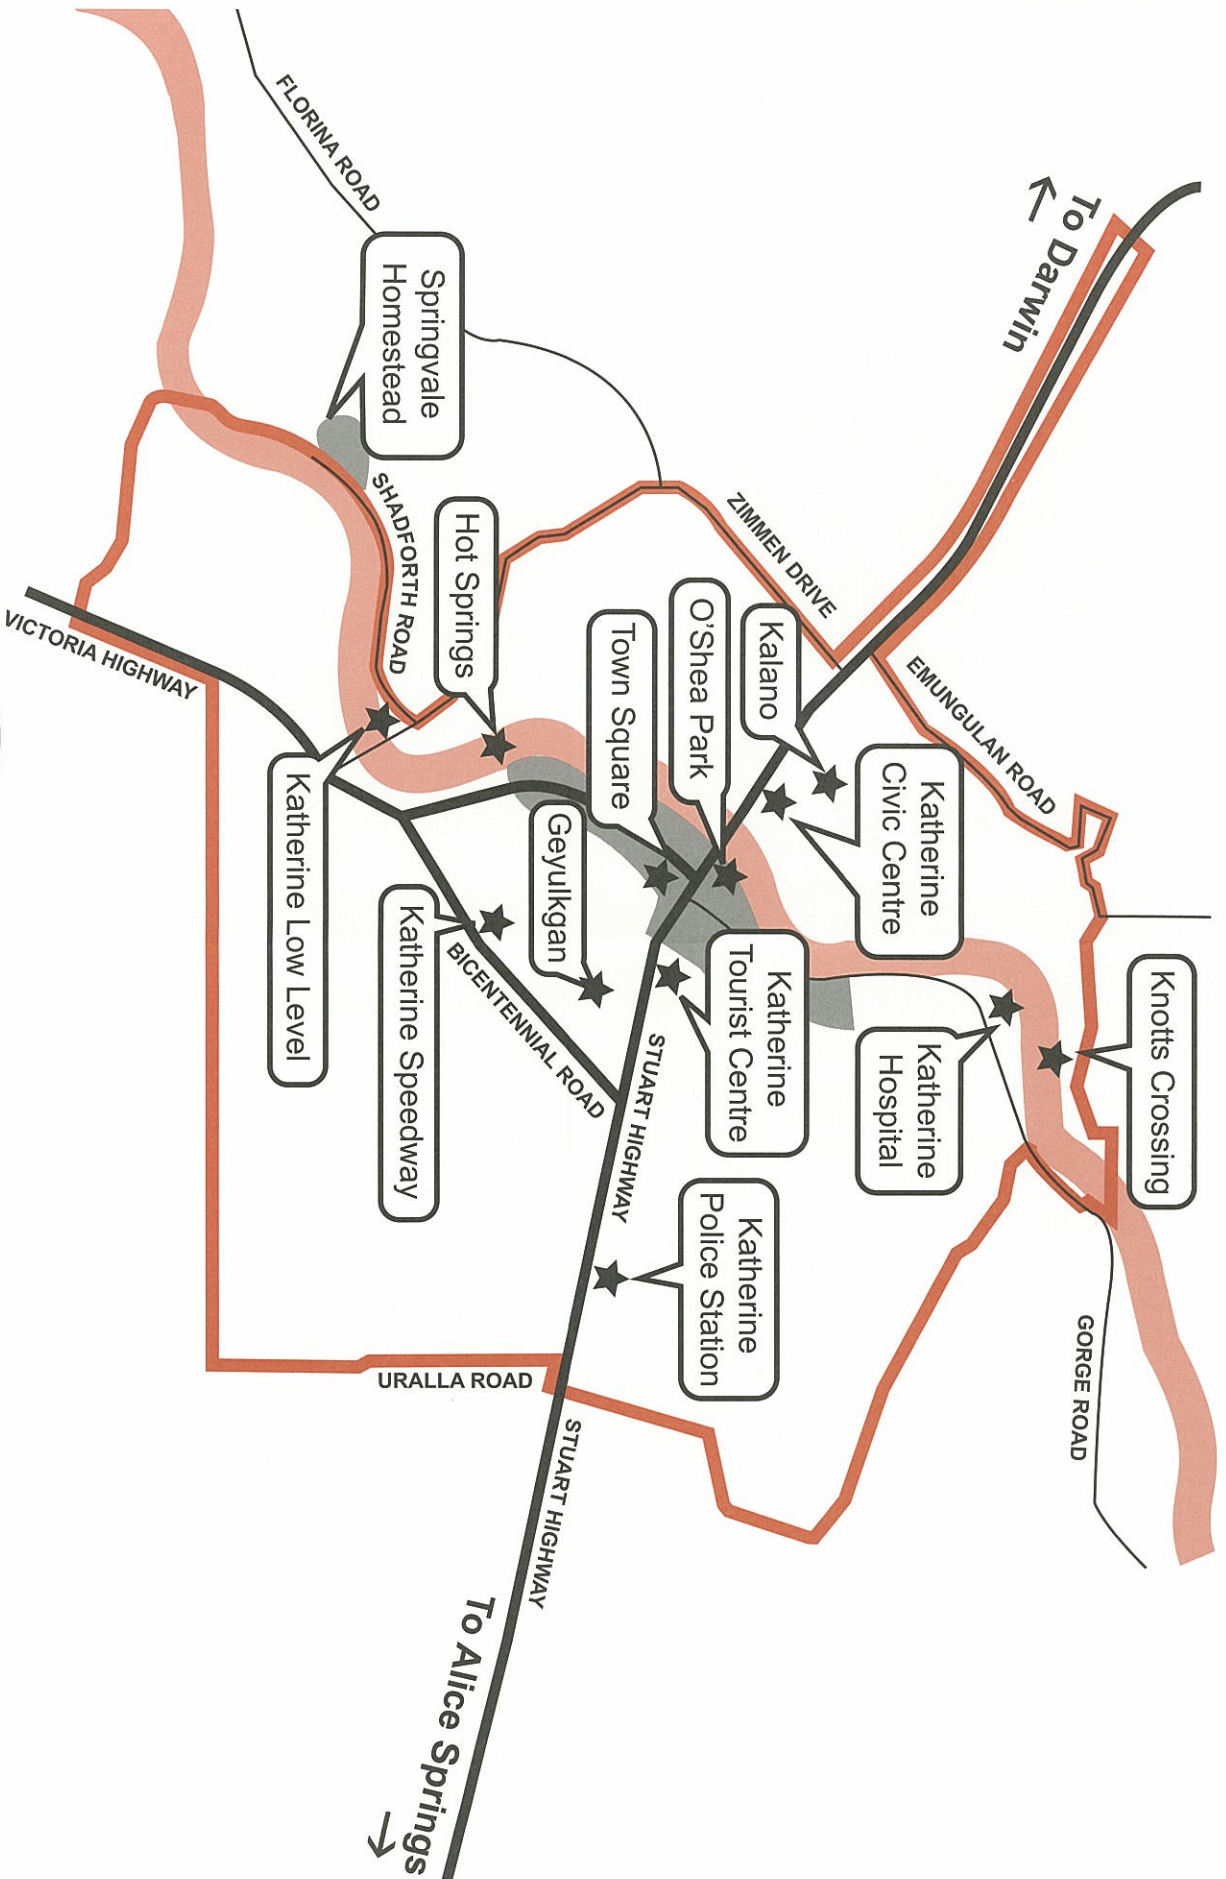 To Darwin
FLORINA ROAD
Springvale
Homestead
ZIMMEN DRIVE
EMUNGULAN ROAD
SHADFORTH ROAD
Hot Springs
VICTORIA HIGHWAY
Kalano
O'Shea Park
Town Square
Katherine
Civic Centre
Knotts Crossing
Geyulkgan
Katherine
Tourist Centre
Katherine
Hospital
Katherine Low Level
Katherine Speedway
BICENTENNIAL ROAD
STUART HIGHWAY
Katherine
Police Station
GORGE ROAD
URALLA ROAD
STUART HIGHWAY
To Alice Springs